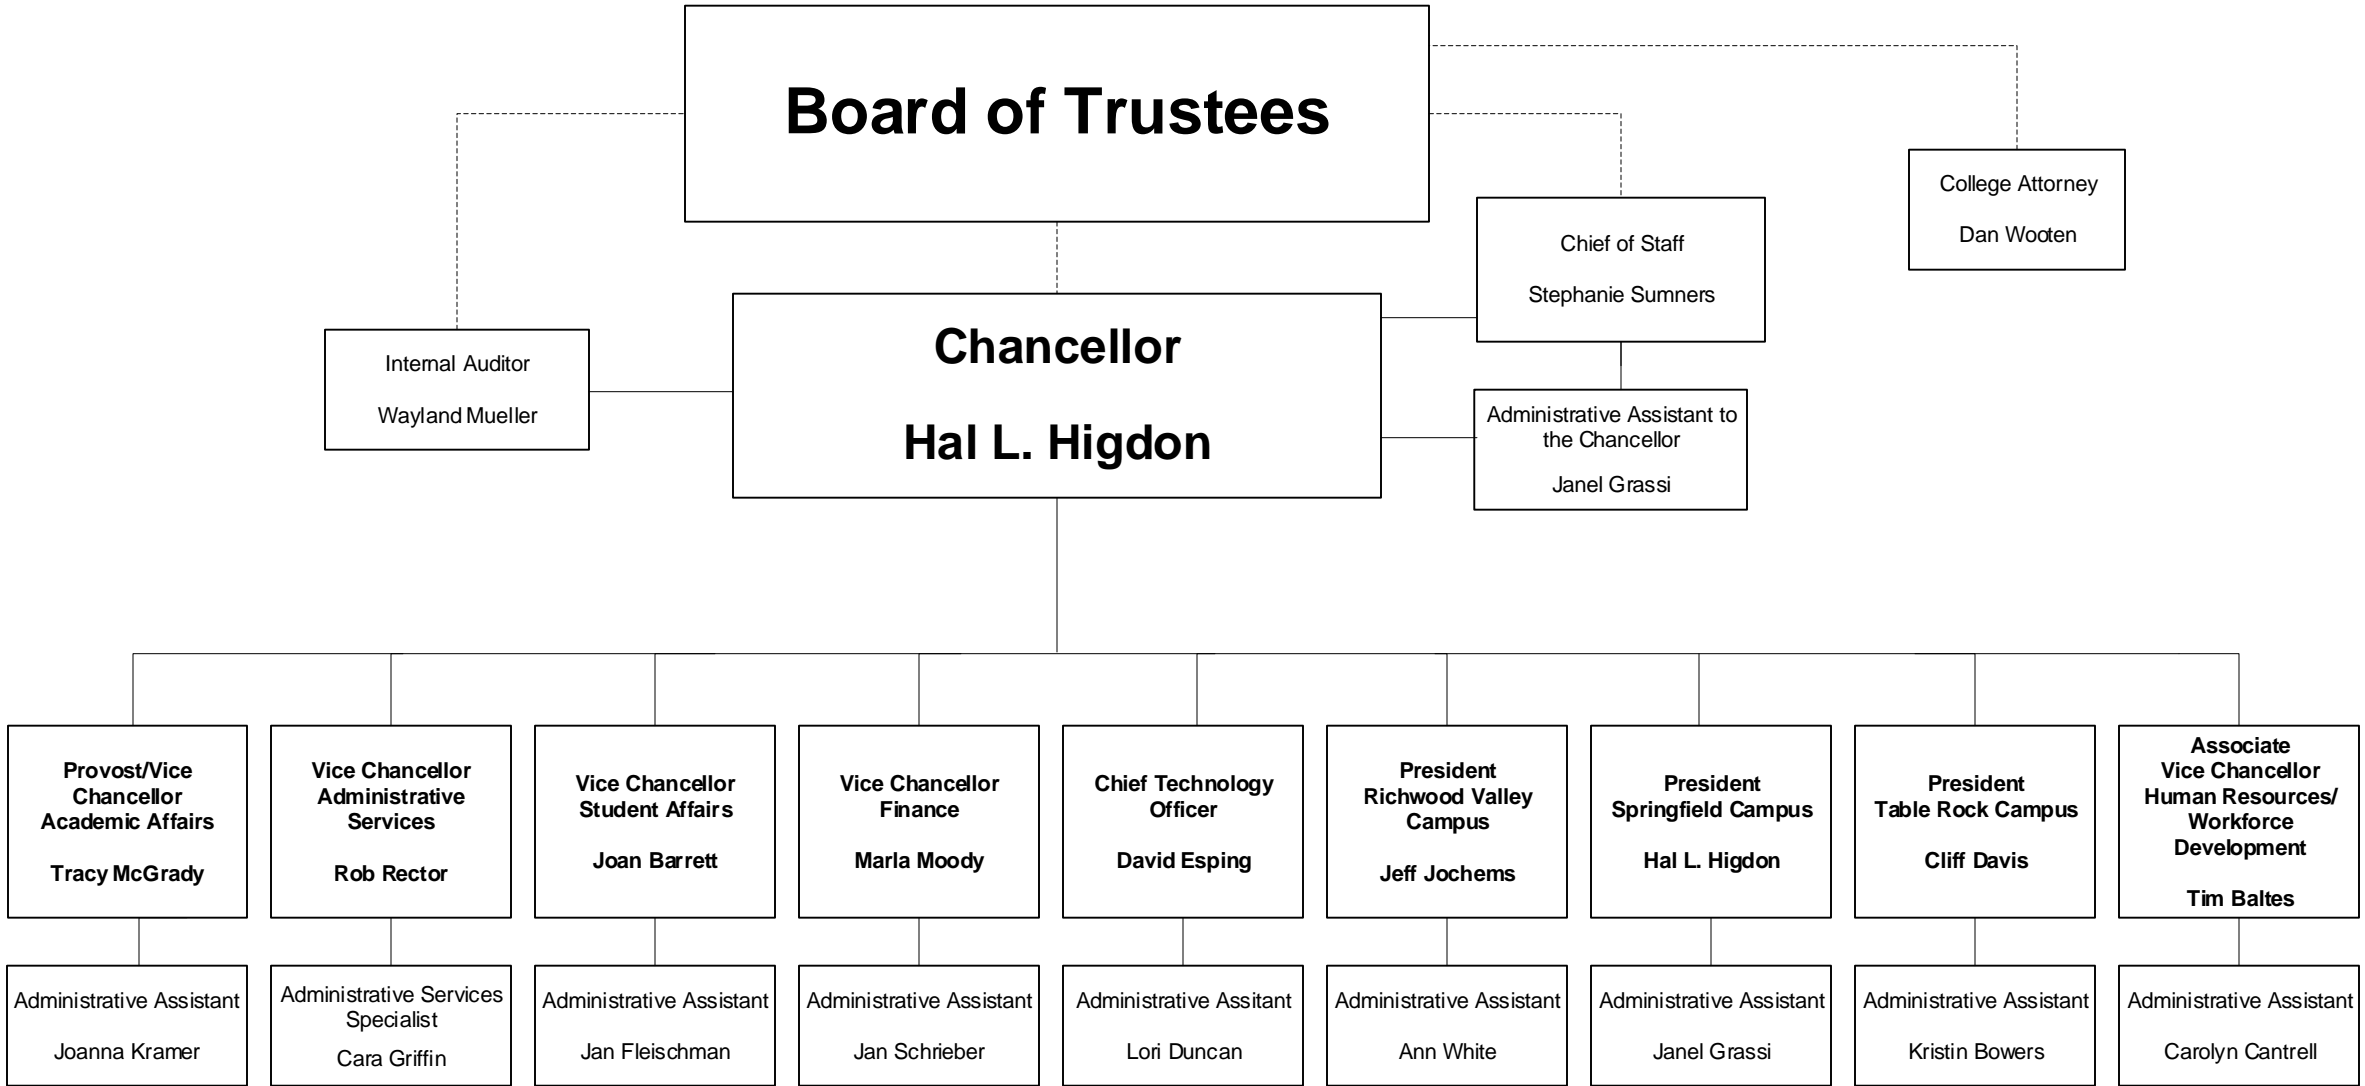 Board of Trustees
College Attorney
Dan Wooten
Chief of Staff
Stephanie Sumners
Chancellor
Hal L. Higdon
Internal Auditor
Wayland Mueller
Administrative Assistant to
the Chancellor
Janel Grassi
Provost/Vice
Chancellor
Academic Affairs
Tracy McGrady
Vice Chancellor
Administrative
Services
Rob Rector
Vice Chancellor
Student Affairs
Joan Barrett
Vice Chancellor
Finance
Marla Moody
Chief Technology
Officer
David Esping
President
Richwood Valley
Campus
Jeff Jochems
President
Springfield Campus
Hal L. Higdon
President
Table Rock Campus
Cliff Davis
Associate
Vice Chancellor
Human Resources/
Workforce
Development
Tim Baltes
Administrative Assistant
Joanna Kramer
Administrative Services
Specialist
Cara Griffin
Administrative Assistant
Jan Fleischman
Administrative Assistant
Jan Schrieber
Administrative Assitant
Lori Duncan
Administrative Assistant
Ann White
Administrative Assistant
Janel Grassi
Administrative Assistant
Kristin Bowers
Administrative Assistant
Carolyn Cantrell